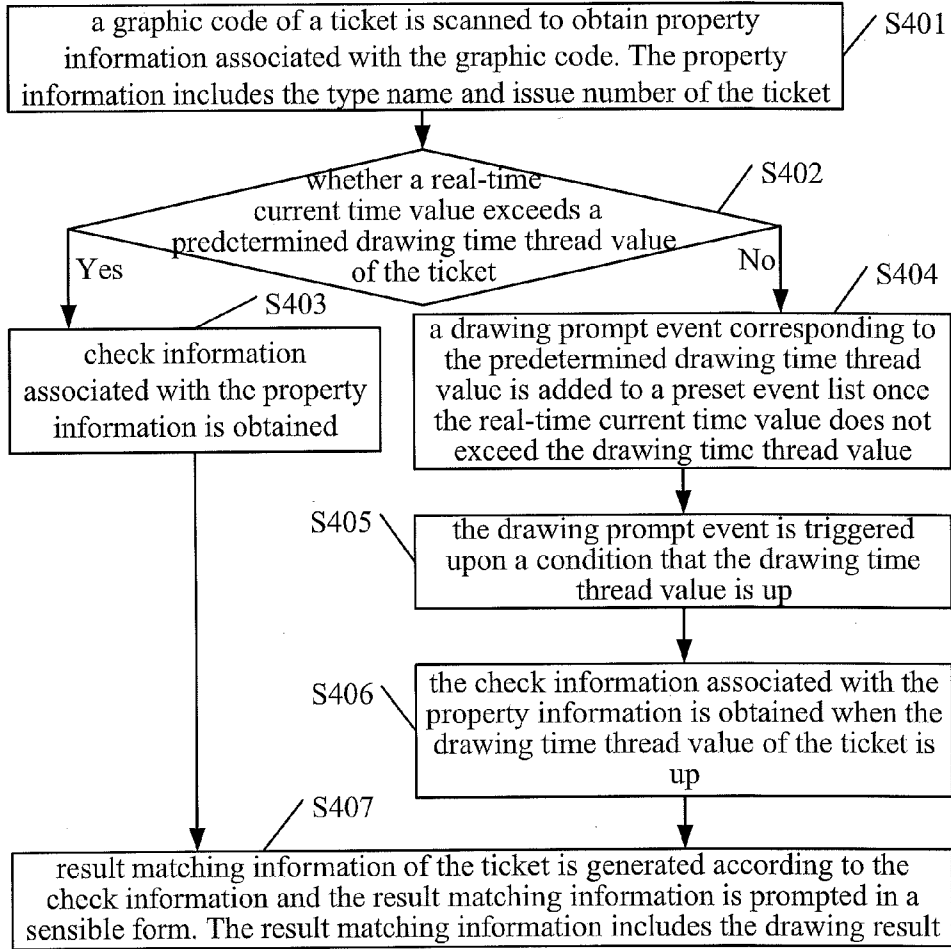 a graphic code of a ticket is scanned to obtain property
information associated with the graphic code. The property
information includes the type name and issue number of the ticket
S401
whether a real-time
current time value exceeds a
predetermined drawing time thread value
of the ticket
S402
Yes
No
S403
check information
associated with the property
information is obtained
S404
a drawing prompt event corresponding to
the predetermined drawing time thread
value is added to a preset event list once
the real-time current time value does not
exceed the drawing time thread value
S405
the drawing prompt event is triggered
upon a condition that the drawing time
thread value is up
S406
the check information associated with the
property information is obtained when the
drawing time thread value of the ticket is
up
S407
result matching information of the ticket is generated according to the
check information and the result matching information is prompted in a
sensible form. The result matching information includes the drawing result